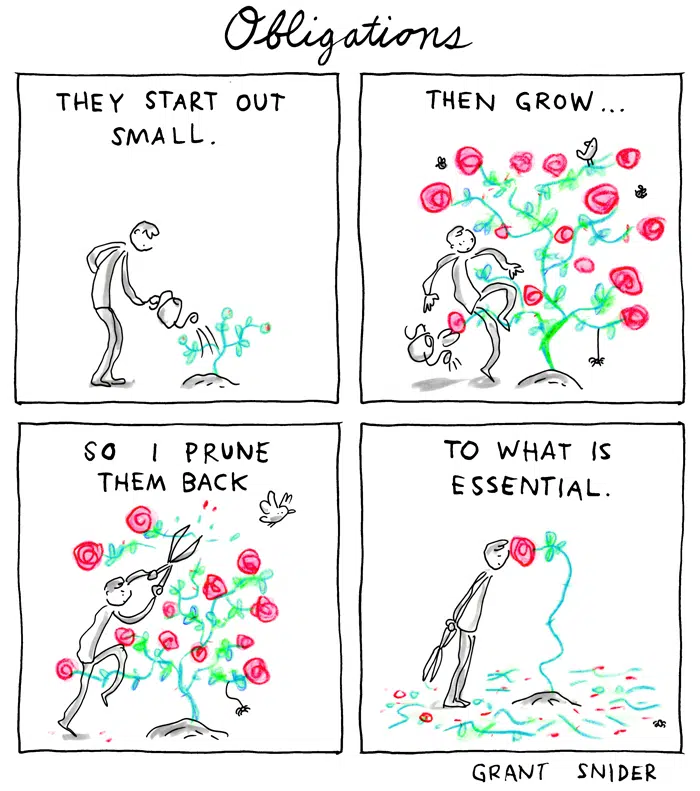 Obligations
THEY START OUT
SMALL.
THEN GROW...
SO I PRUNE
THEM BACK
TO WHAT IS
ESSENTIAL.
GRANT SNIDER